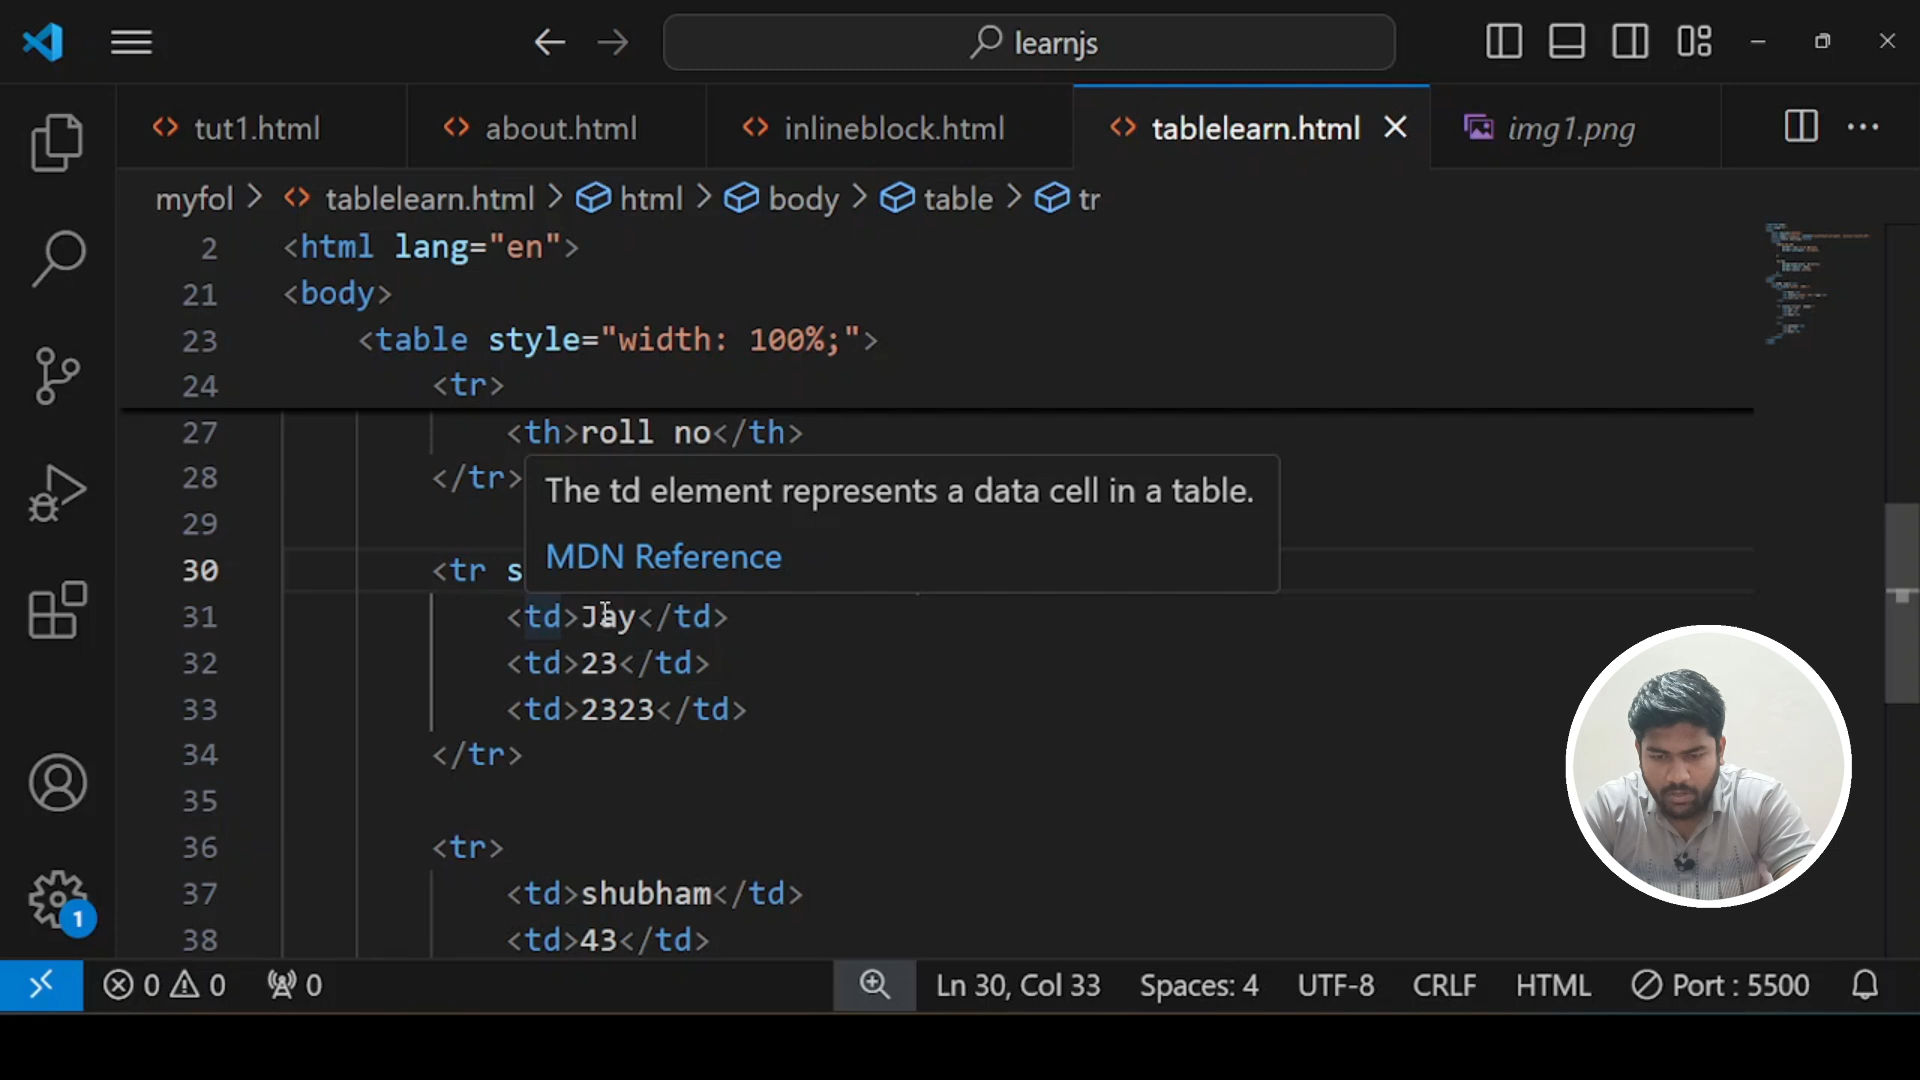 learnjs
tut1.html
about.html
inlineblock.html
tablelearn.html
img1.png
myfol > tablelearn.html > html > body > table > tr
2 <html lang="en">
21 <body>
23 <table style="width: 100%;">
24 <tr>
27 <th>roll no</th>
28 </tr>
The td element represents a data cell in a table.
MDN Reference
29
30 <tr s
31 <td>Jay</td>
32 <td>23</td>
33 <td>2323</td>
34 </tr>
35
36 <tr>
37 <td>shubham</td>
38 <td>43</td>
1
0 0 0 Ln 30, Col 33 Spaces: 4 UTF-8 CRLF HTML Port : 5500